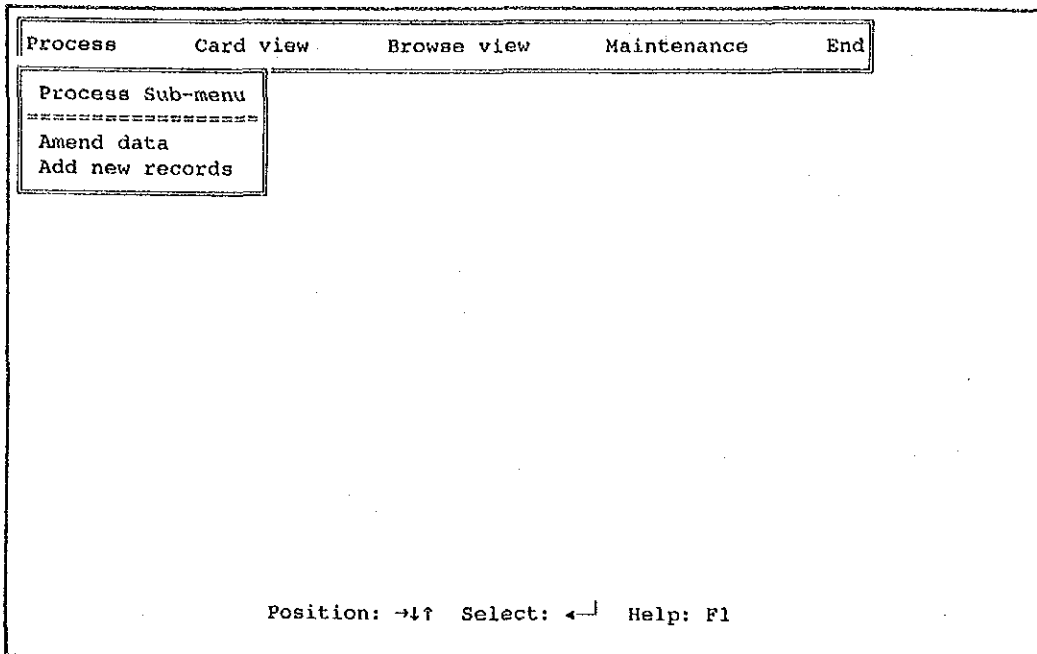 Process Card view Browse view Maintenance End
Process Sub-menu
===================
Amend data
Add new records
Position: →↓↑ Select: ←┘ Help: F1